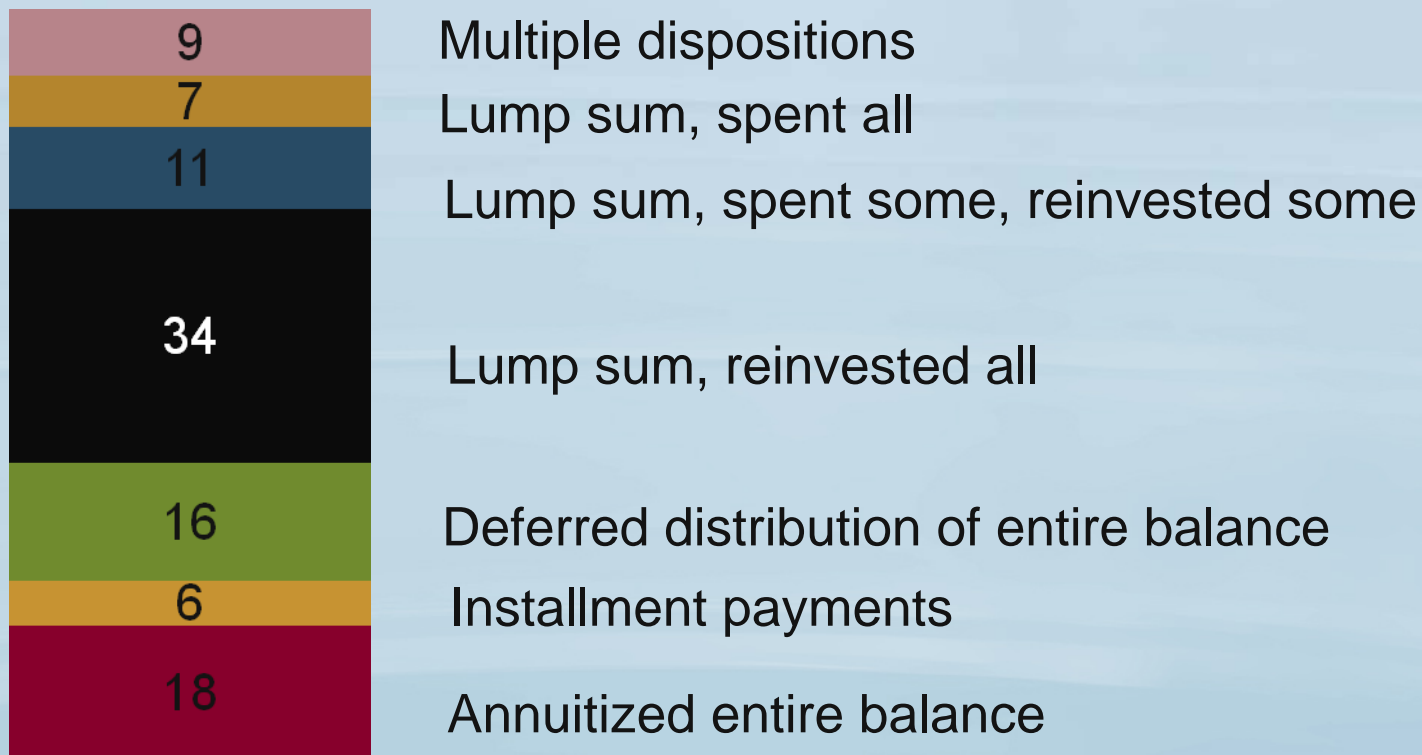 9 Multiple dispositions
7 Lump sum, spent all
11 Lump sum, spent some, reinvested some
34 Lump sum, reinvested all
16 Deferred distribution of entire balance
6 Installment payments
18 Annuitized entire balance